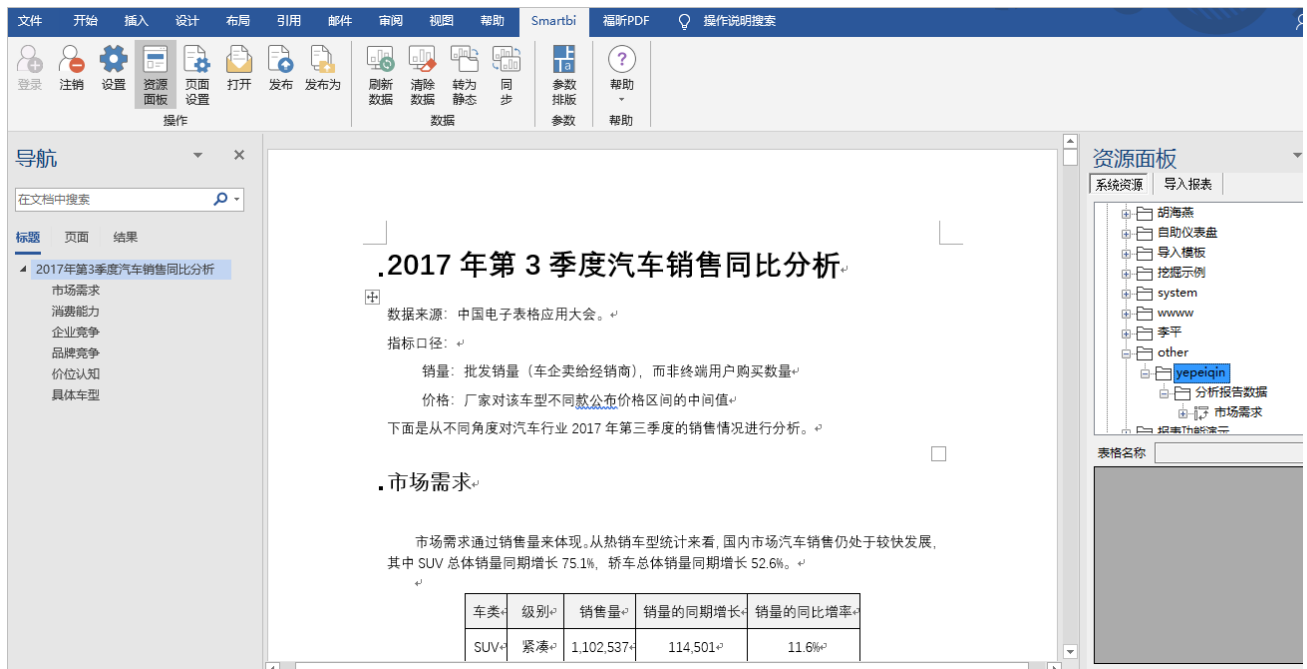 文件 开始 插入 设计 布局 引用 邮件 审阅 视图 帮助 Smartbi 福昕PDF 操作说明搜索
登录 注销 设置 资源面板 页面设置 打开 发布 发布为 刷新数据 清除数据 转为静态 同步 参数排版 帮助
操作 数据 参数 帮助
导航
在文档中搜索
标题 页面 结果
2017年第3季度汽车销售同比分析
市场需求
消费能力
企业竞争
品牌竞争
价位认知
具体车型
2017 年第 3 季度汽车销售同比分析
数据来源：中国电子表格应用大会。
指标口径：
销量：批发销量（车企卖给经销商），而非终端用户购买数量
价格：厂家对该车型不同款公布价格区间的中间值
下面是从不同角度对汽车行业 2017 年第三季度的销售情况进行分析。
市场需求
市场需求通过销售量来体现。从热销车型统计来看，国内市场汽车销售仍处于较快发展，
其中 SUV 总体销量同期增长 75.1%，轿车总体销量同期增长 52.6%。
车类 级别 销售量 销量的同期增长 销量的同比增率
SUV 紧凑 1,102,537 114,501 11.6%
资源面板
系统资源 导入报表
胡海燕
自助仪表盘
导入模板
挖掘示例
system
wwww
李平
other
yepeiqin
分析报告数据
市场需求
报表功能演示
表格名称